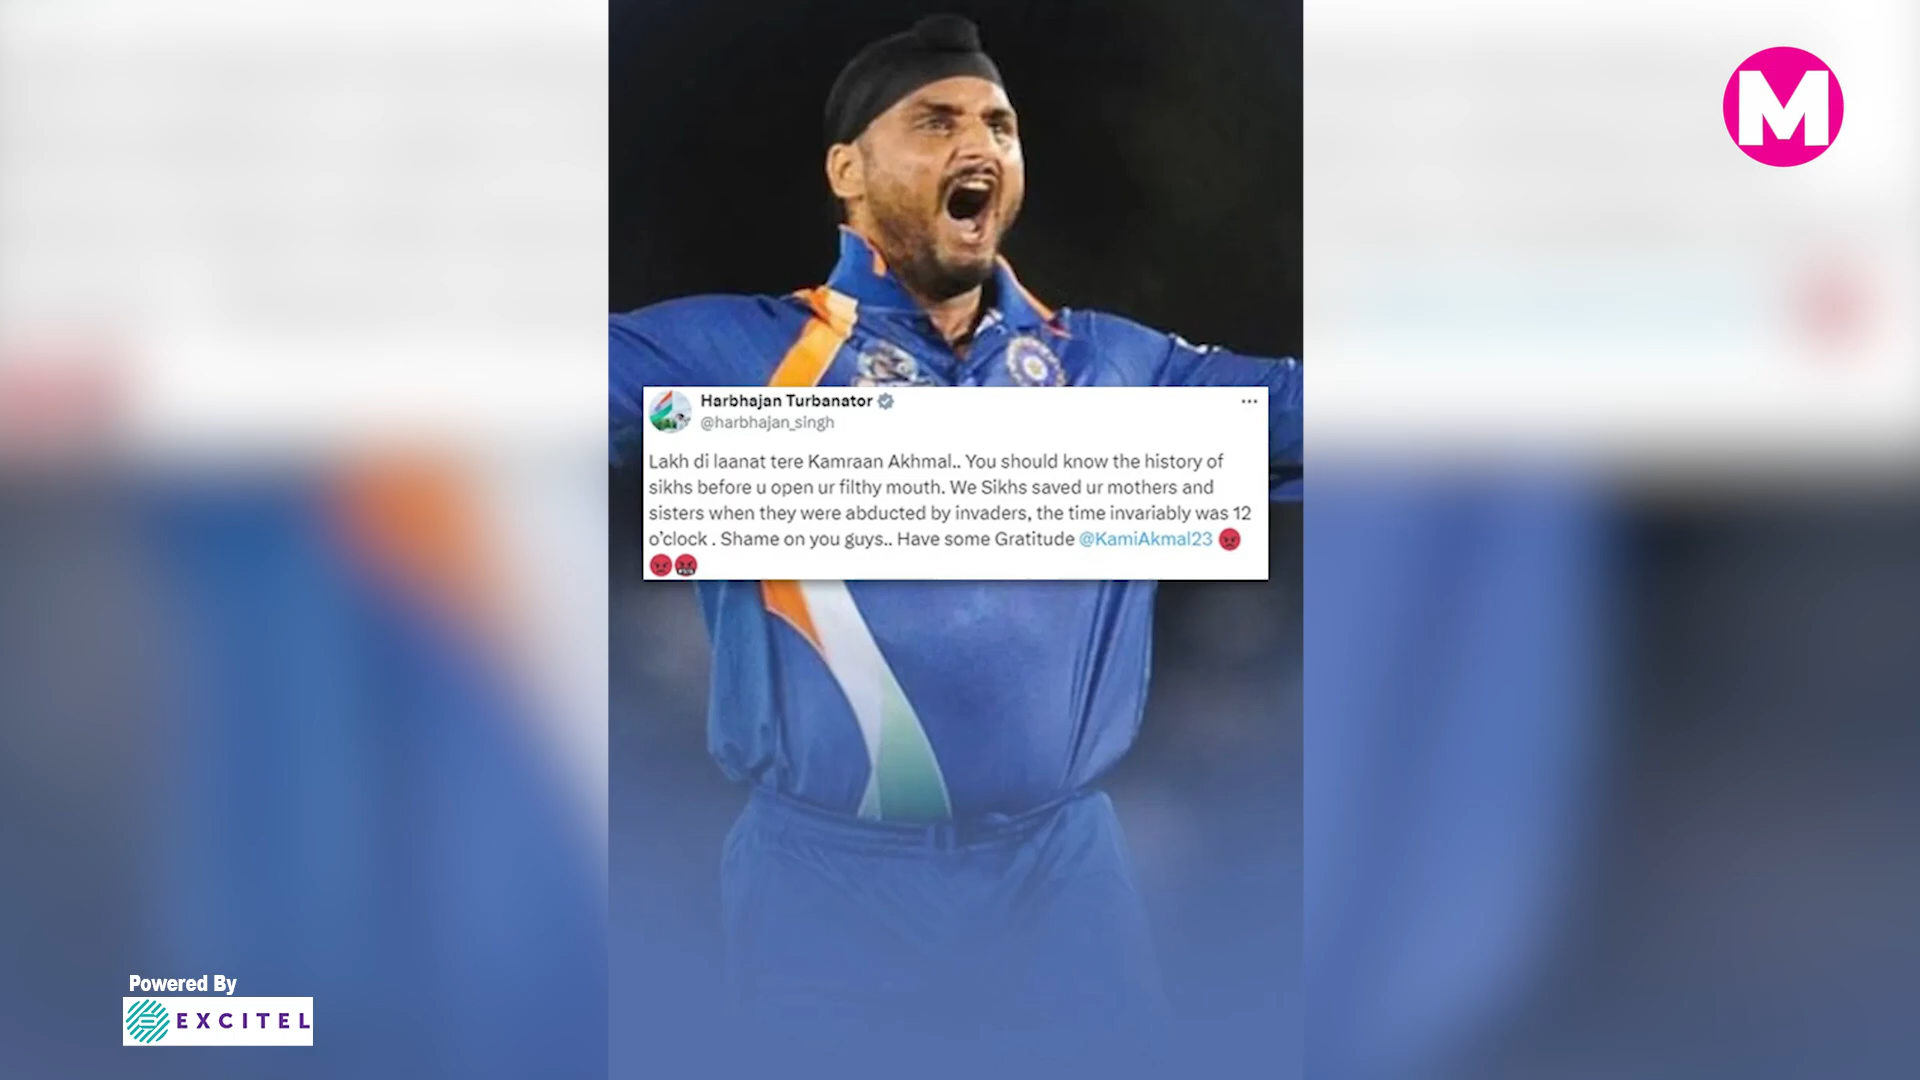 M
Harbhajan Turbanator
@harbhajan_singh
Lakh di laanat tere Kamraan Akhmal.. You should know the history of
sikhs before u open ur filthy mouth. We Sikhs saved ur mothers and
sisters when they were abducted by invaders, the time invariably was 12
o’clock . Shame on you guys.. Have some Gratitude @KamiAkmal23 😡
😡🤬
Powered By
EXCITEL